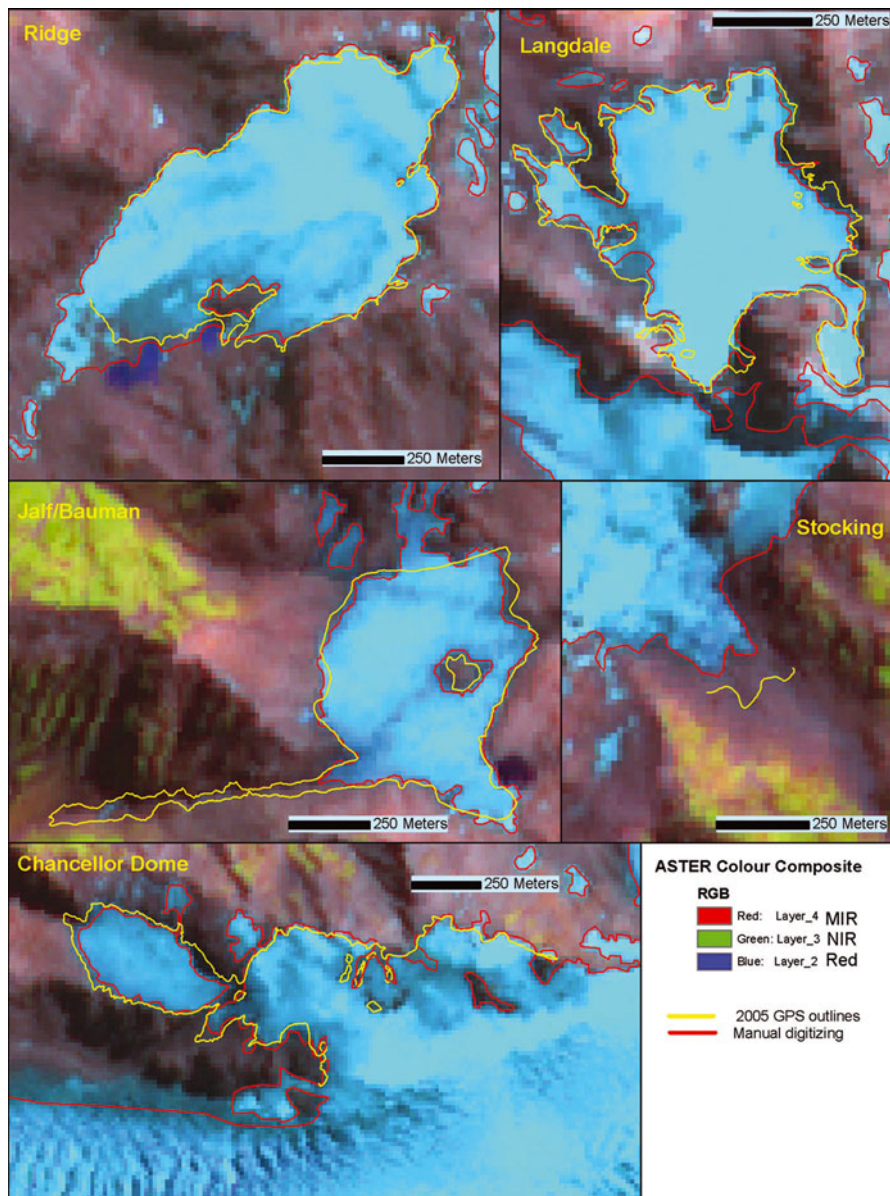 Ridge
Langdale
250 Meters
250 Meters
Jalf/Bauman
Stocking
250 Meters
250 Meters
Chancellor Dome
250 Meters
ASTER Colour Composite
RGB
Red: Layer_4 MIR
Green: Layer_3 NIR
Blue: Layer_2 Red
2005 GPS outlines
Manual digitizing